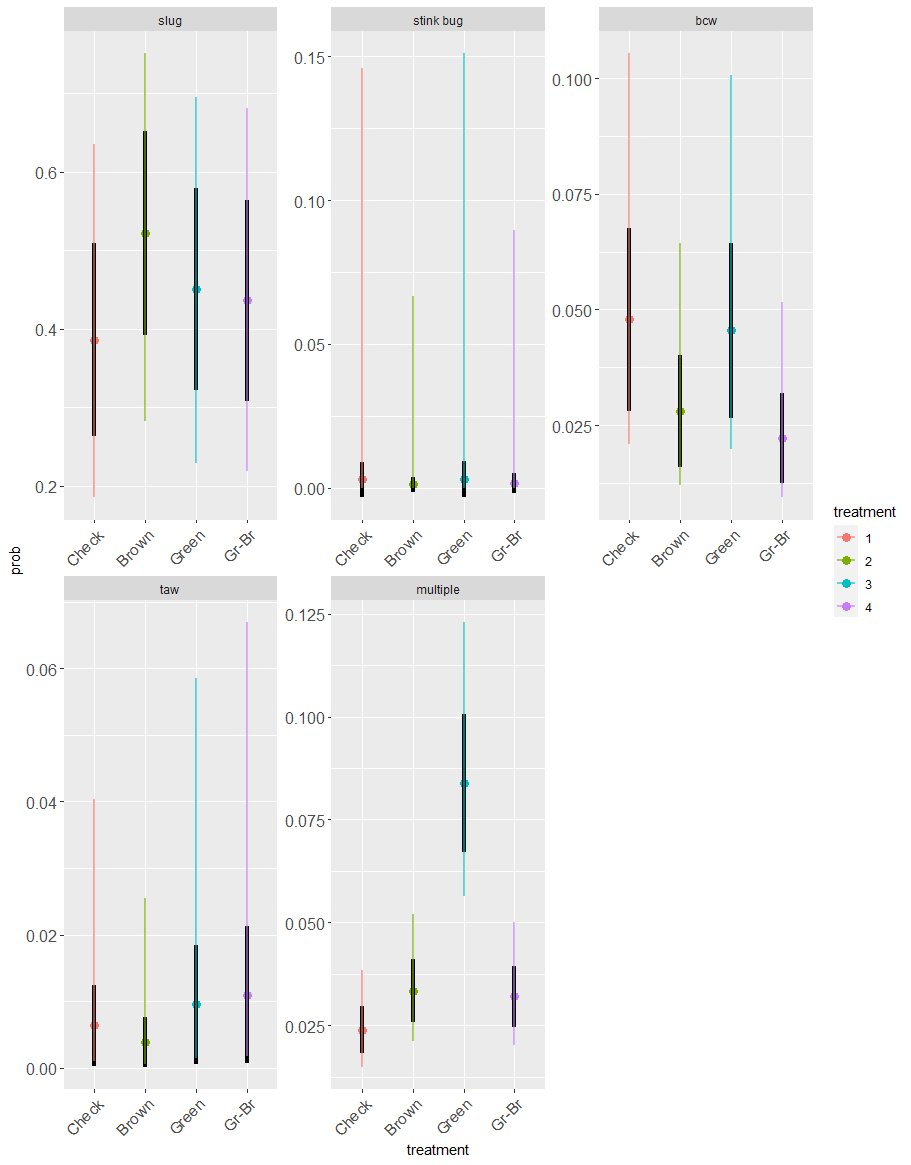 slug
stink bug
bcw
0.6
0.4
0.2
0.15
0.10
0.05
0.00
0.100
0.075
0.050
0.025
Check
Brown
Green
Gr-Br
Check
Brown
Green
Gr-Br
Check
Brown
Green
Gr-Br
prob
treatment
1
2
3
4
taw
multiple
0.06
0.04
0.02
0.00
0.125
0.100
0.075
0.050
0.025
Check
Brown
Green
Gr-Br
Check
Brown
Green
Gr-Br
treatment